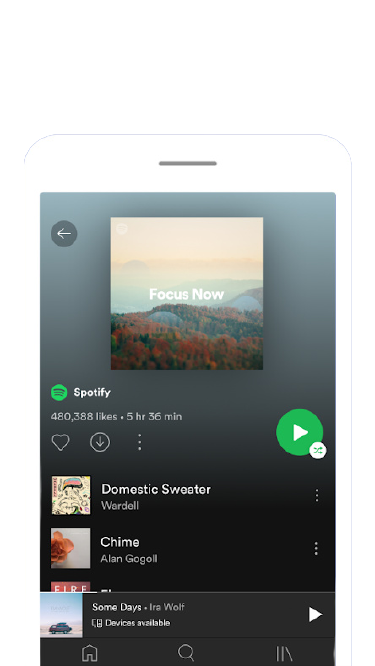 Focus Now
Spotify
480,388 likes • 5 hr 36 min
Domestic Sweater
Wardell
Chime
Alan Gogoll
FIRE
Some Days • Ira Wolf
Devices available